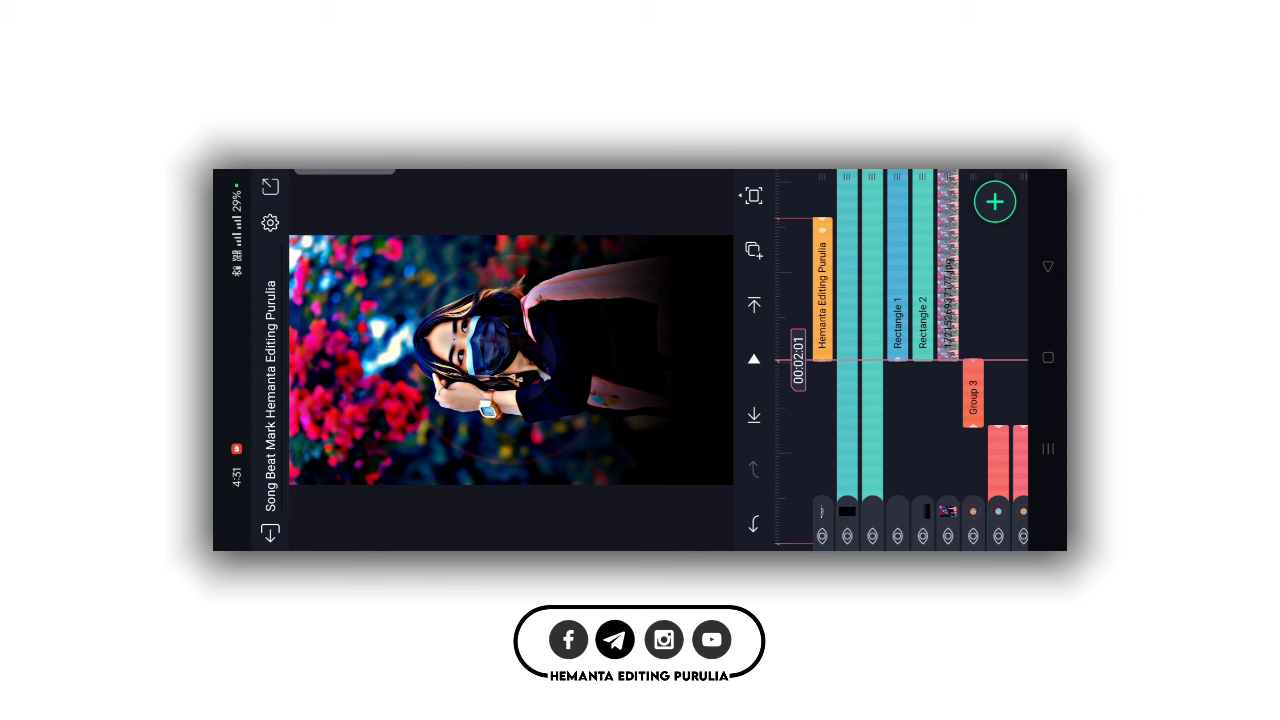 4:31
29%
Song Beat Mark Hemanta Editing Purulia
00:02:01
Hemanta Editing Purulia
Rectangle 1
Rectangle 2
Group 3
HEMANTA EDITING PURULIA